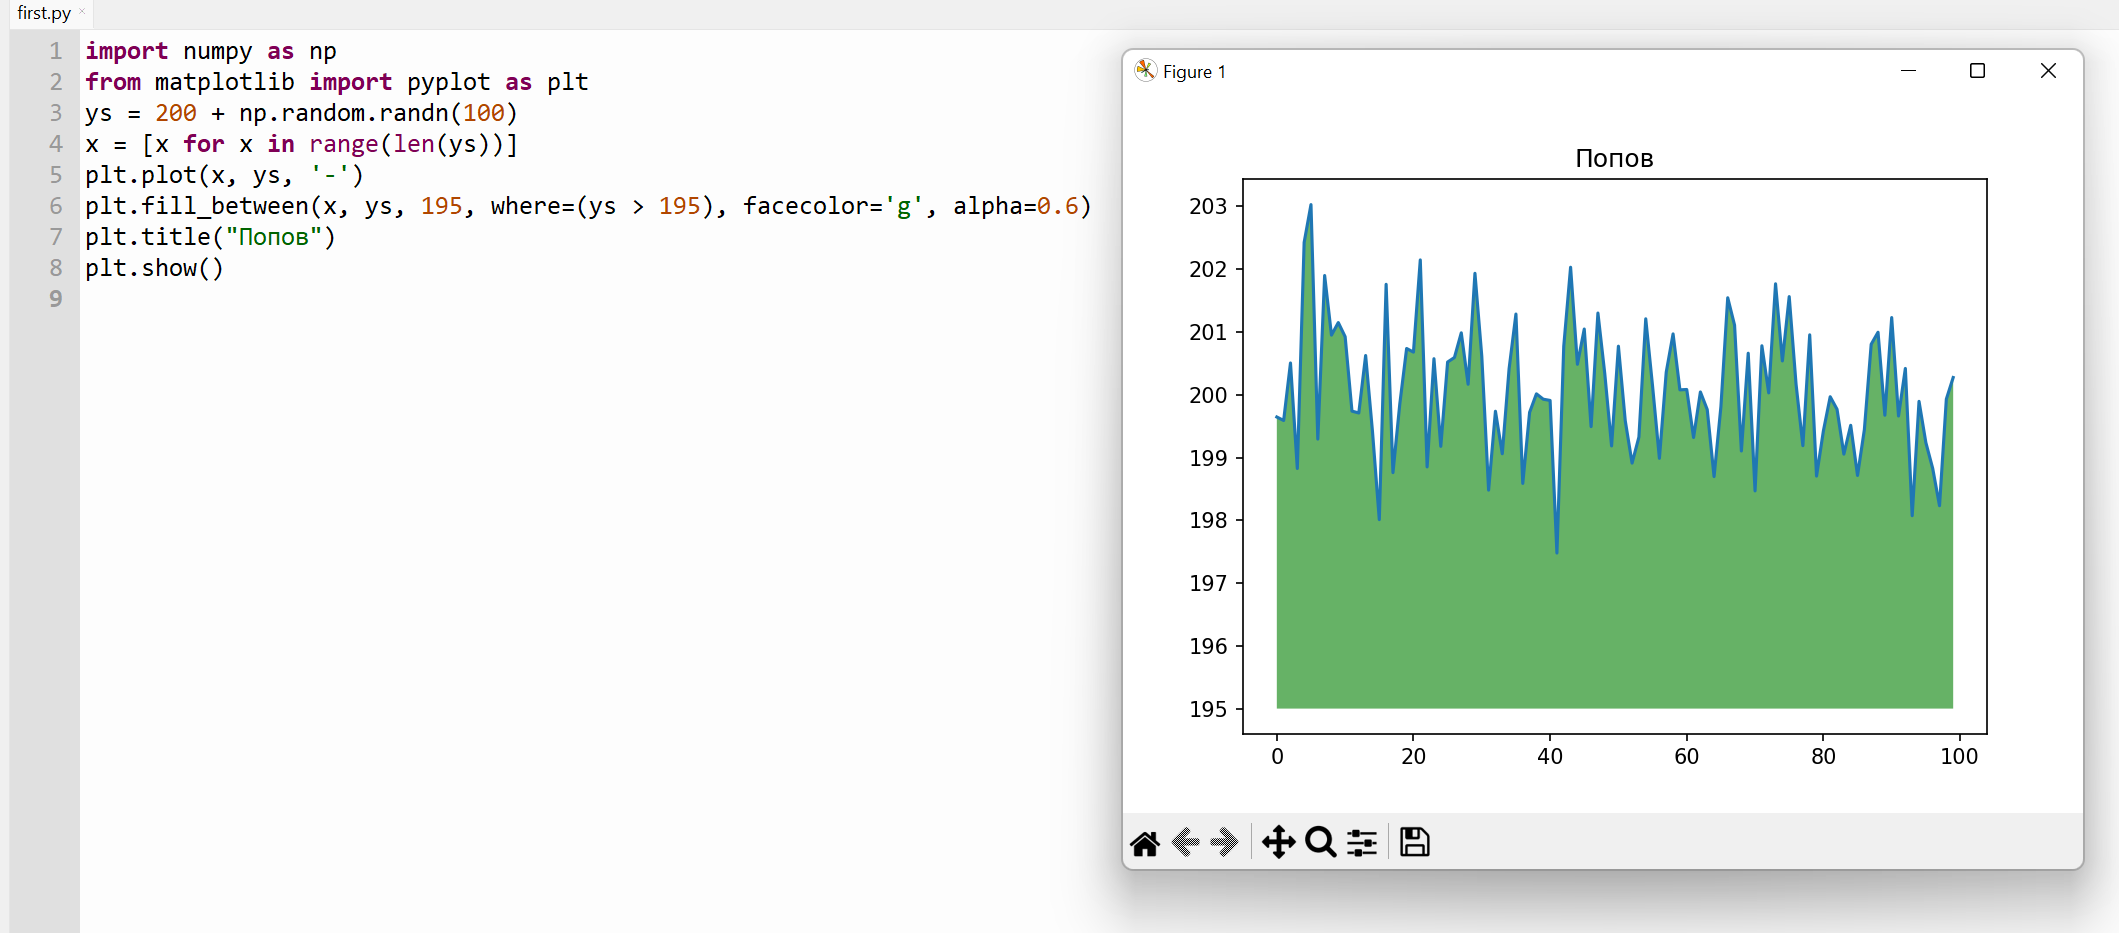 first.py
1 import numpy as np
2 from matplotlib import pyplot as plt
3 ys = 200 + np.random.randn(100)
4 x = [x for x in range(len(ys))]
5 plt.plot(x, ys, '-')
6 plt.fill_between(x, ys, 195, where=(ys > 195), facecolor='g', alpha=0.6)
7 plt.title("Попов")
8 plt.show()
9
Figure 1
Попов
203
202
201
200
199
198
197
196
195
0 20 40 60 80 100